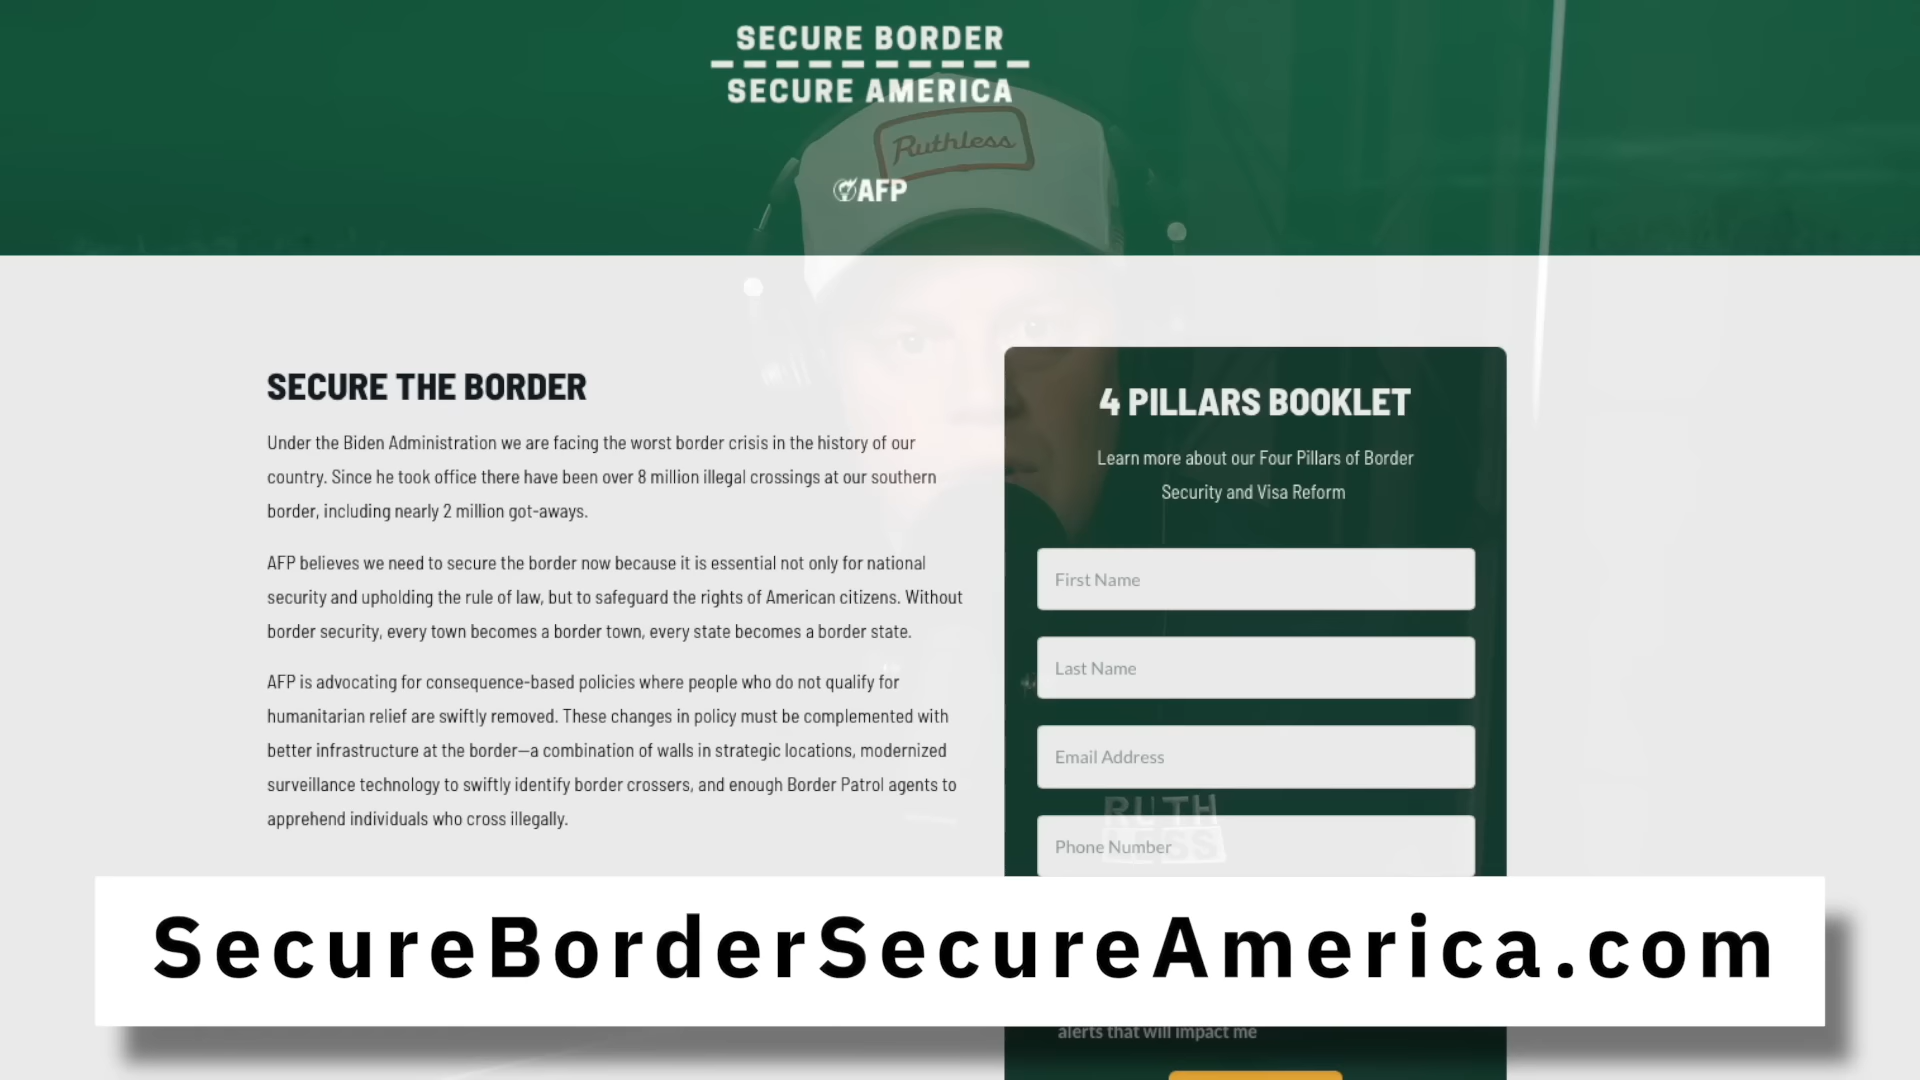 SECURE BORDER
SECURE AMERICA
Ruthless
AFP
SECURE THE BORDER
Under the Biden Administration we are facing the worst border crisis in the history of our
country. Since he took office there have been over 8 million illegal crossings at our southern
border, including nearly 2 million got-aways.
AFP believes we need to secure the border now because it is essential not only for national
security and upholding the rule of law, but to safeguard the rights of American citizens. Without
border security, every town becomes a border town, every state becomes a border state.
AFP is advocating for consequence-based policies where people who do not qualify for
humanitarian relief are swiftly removed. These changes in policy must be complemented with
better infrastructure at the border—a combination of walls in strategic locations, modernized
surveillance technology to swiftly identify border crossers, and enough Border Patrol agents to
apprehend individuals who cross illegally.
4 PILLARS BOOKLET
Learn more about our Four Pillars of Border
Security and Visa Reform
First Name
Last Name
Email Address
RUTH
LESS
Phone Number
SecureBorderSecureAmerica.com
alerts that will impact me